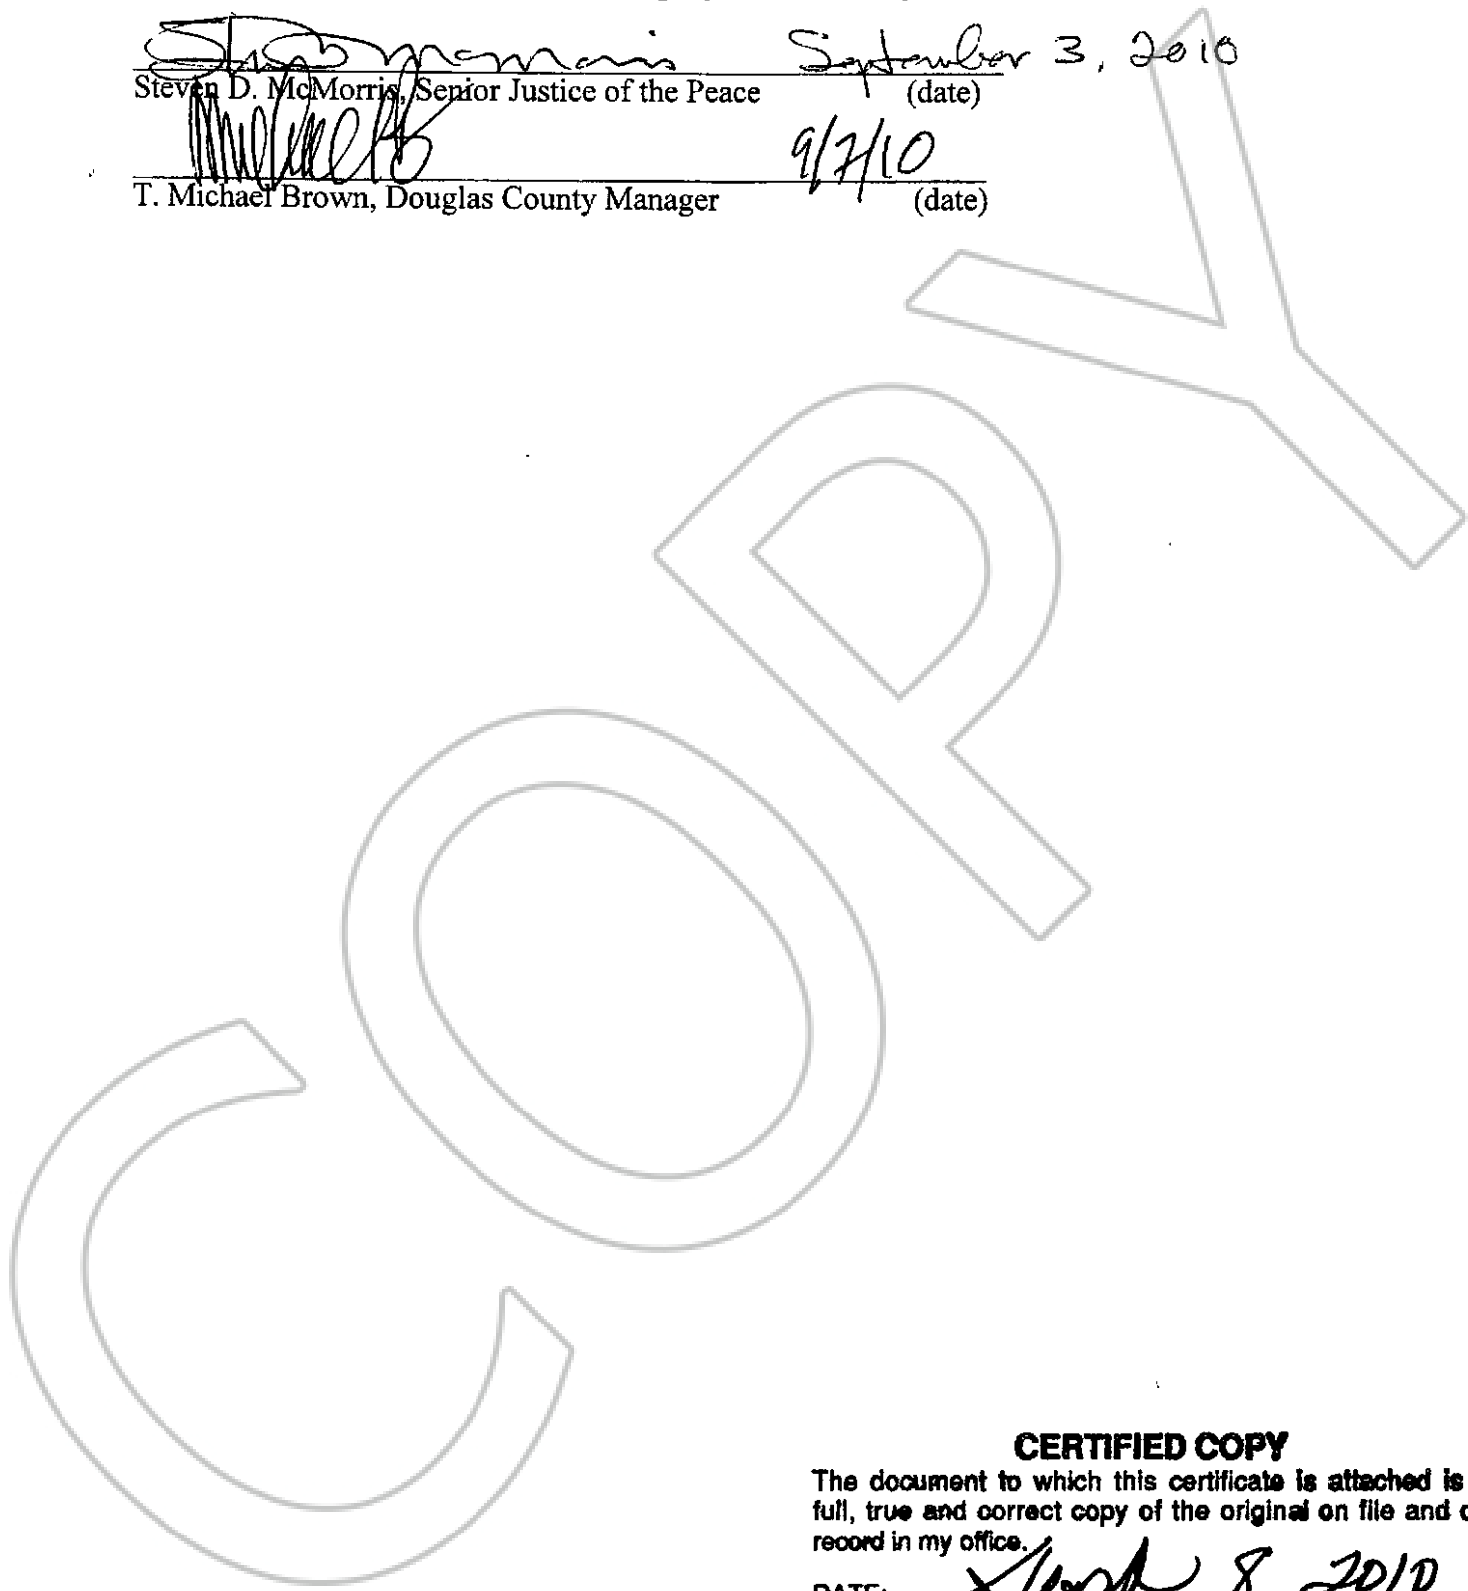 September 3, 2010
Steven D. McMorris, Senior Justice of the Peace (date)
9/7/10
T. Michael Brown, Douglas County Manager (date)
COPY
CERTIFIED COPY
The document to which this certificate is attached is
full, true and correct copy of the original on file and
record in my office.
DATE: 8 2010